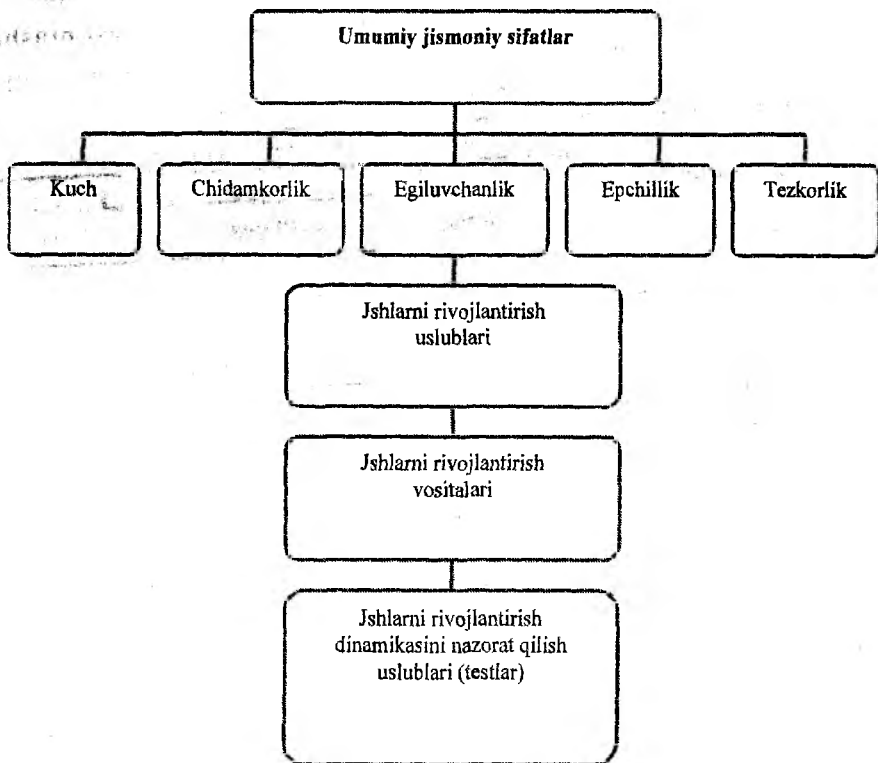 Umumiy jismoniy sifatlar
Kuch
Chidamkorlik
Egiluvchanlik
Epchillik
Tezkorlik
Jshlarni rivojlantirish
uslublari
Jshlarni rivojlantirish
vositalari
Jshlarni rivojlantirish
dinamikasini nazorat qilish
uslublari (testlar)